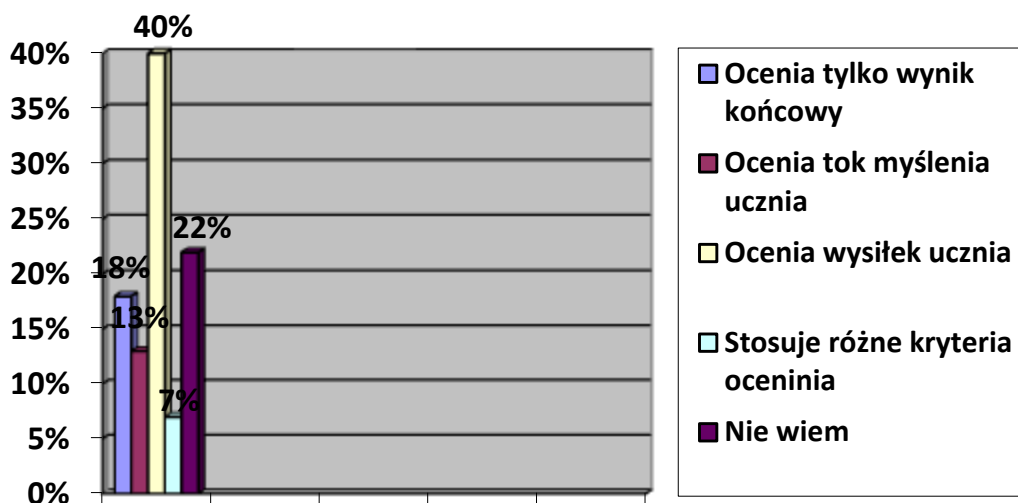 40%
40%
35%
30%
25%
22%
20%
18%
15%
13%
10%
7%
5%
0%
Ocenia tylko wynik
końcowy
Ocenia tok myślenia
ucznia
Ocenia wysiłek ucznia
Stosuje różne kryteria
oceninia
Nie wiem